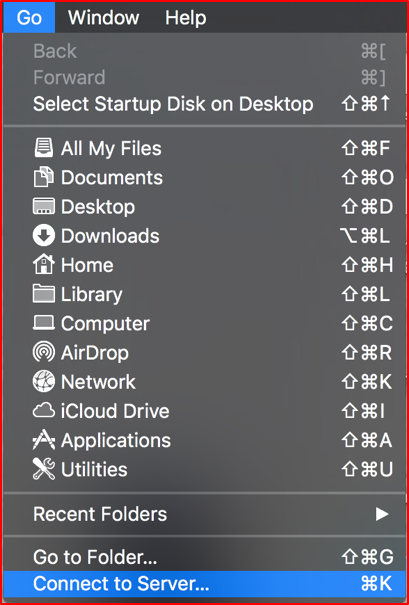 Go Window Help
Back ⌘[
Forward ⌘]
Select Startup Disk on Desktop ⇧⌘↑
All My Files ⇧⌘F
Documents ⇧⌘O
Desktop ⇧⌘D
Downloads ⌥⌘L
Home ⇧⌘H
Library ⇧⌘L
Computer ⇧⌘C
AirDrop ⇧⌘R
Network ⇧⌘K
iCloud Drive ⇧⌘I
Applications ⇧⌘A
Utilities ⇧⌘U
Recent Folders ▶
Go to Folder... ⇧⌘G
Connect to Server... ⌘K